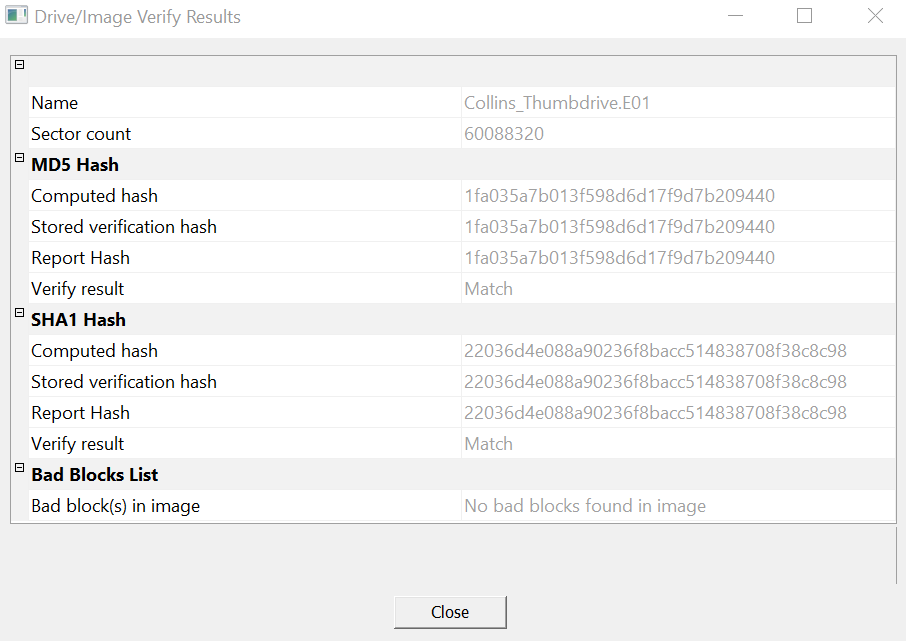 Drive/Image Verify Results
Name Collins_Thumbdrive.E01
Sector count 60088320
MD5 Hash
Computed hash 1fa035a7b013f598d6d17f9d7b209440
Stored verification hash 1fa035a7b013f598d6d17f9d7b209440
Report Hash 1fa035a7b013f598d6d17f9d7b209440
Verify result Match
SHA1 Hash
Computed hash 22036d4e088a90236f8bacc514838708f38c8c98
Stored verification hash 22036d4e088a90236f8bacc514838708f38c8c98
Report Hash 22036d4e088a90236f8bacc514838708f38c8c98
Verify result Match
Bad Blocks List
Bad block(s) in image No bad blocks found in image
Close